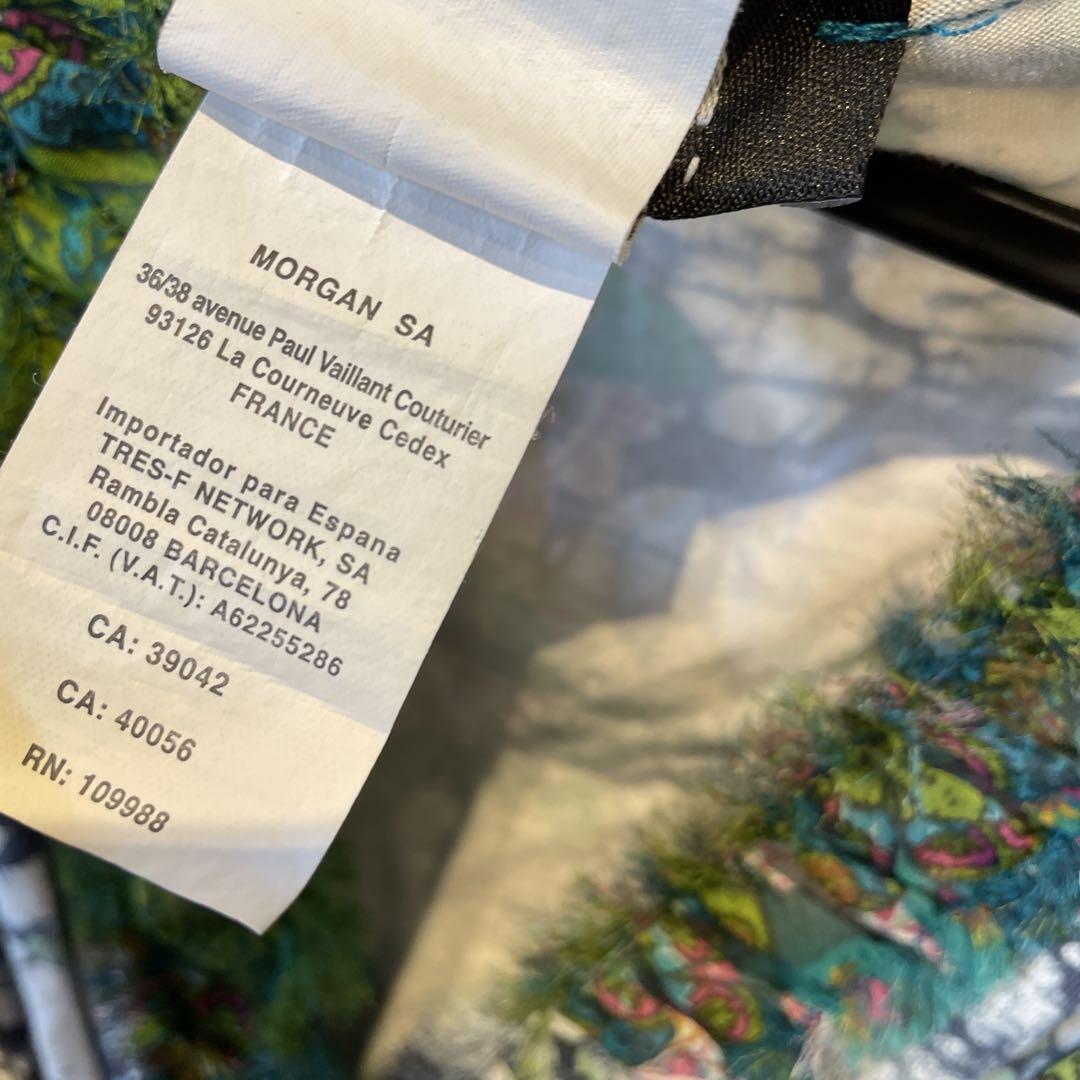 MORGAN SA
36/38 avenue Paul Vaillant Couturier
93126 La Courneuve Cedex
FRANCE
Importador para Espana
TRES-F NETWORK, SA
Rambla Catalunya, 78
08008 BARCELONA
C.I.F. (V.A.T.): A62255286
CA: 39042
CA: 40056
RN: 109988